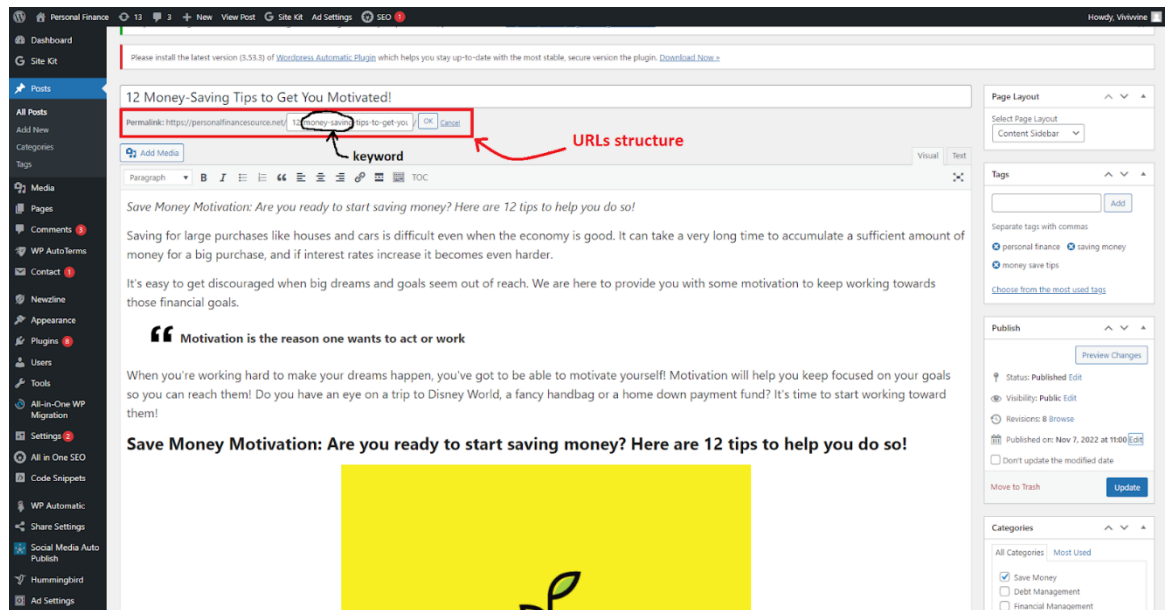 Personal Finance 13 3 + New View Post Site Kit Ad Settings SEO 1 Howdy, Vivivvine
Dashboard
Site Kit
Posts
All Posts
Add New
Categories
Tags
Media
Pages
Comments 3
WP AutoTerms
Contact 1
Newzline
Appearance
Plugins 8
Users
Tools
All-in-One WP
Migration
Settings 2
All in One SEO
Code Snippets
WP Automatic
Share Settings
Social Media Auto
Publish
Hummingbird
Ad Settings
Please install the latest version (3.53.3) of Wordpress Automatic Plugin which helps you stay up-to-date with the most stable, secure version the plugin. Download Now »
12 Money-Saving Tips to Get You Motivated!
Permalink: https://personalfinancesource.net/ 12-money-saving-tips-to-get-you / OK Cancel
URLs structure
keyword
Add Media
Visual Text
Paragraph B I TOC
Save Money Motivation: Are you ready to start saving money? Here are 12 tips to help you do so!
Saving for large purchases like houses and cars is difficult even when the economy is good. It can take a very long time to accumulate a sufficient amount of
money for a big purchase, and if interest rates increase it becomes even harder.
It's easy to get discouraged when big dreams and goals seem out of reach. We are here to provide you with some motivation to keep working towards
those financial goals.
Motivation is the reason one wants to act or work
When you're working hard to make your dreams happen, you've got to be able to motivate yourself! Motivation will help you keep focused on your goals
so you can reach them! Do you have an eye on a trip to Disney World, a fancy handbag or a home down payment fund? It's time to start working toward
them!
Save Money Motivation: Are you ready to start saving money? Here are 12 tips to help you do so!
Page Layout
Select Page Layout
Content Sidebar
Tags
Add
Separate tags with commas
personal finance saving money
money save tips
Choose from the most used tags
Publish
Preview Changes
Status: Published Edit
Visibility: Public Edit
Revisions: 8 Browse
Published on: Nov 7, 2022 at 11:00 Edit
Don't update the modified date
Move to Trash Update
Categories
All Categories Most Used
Save Money
Debt Management
Financial Management